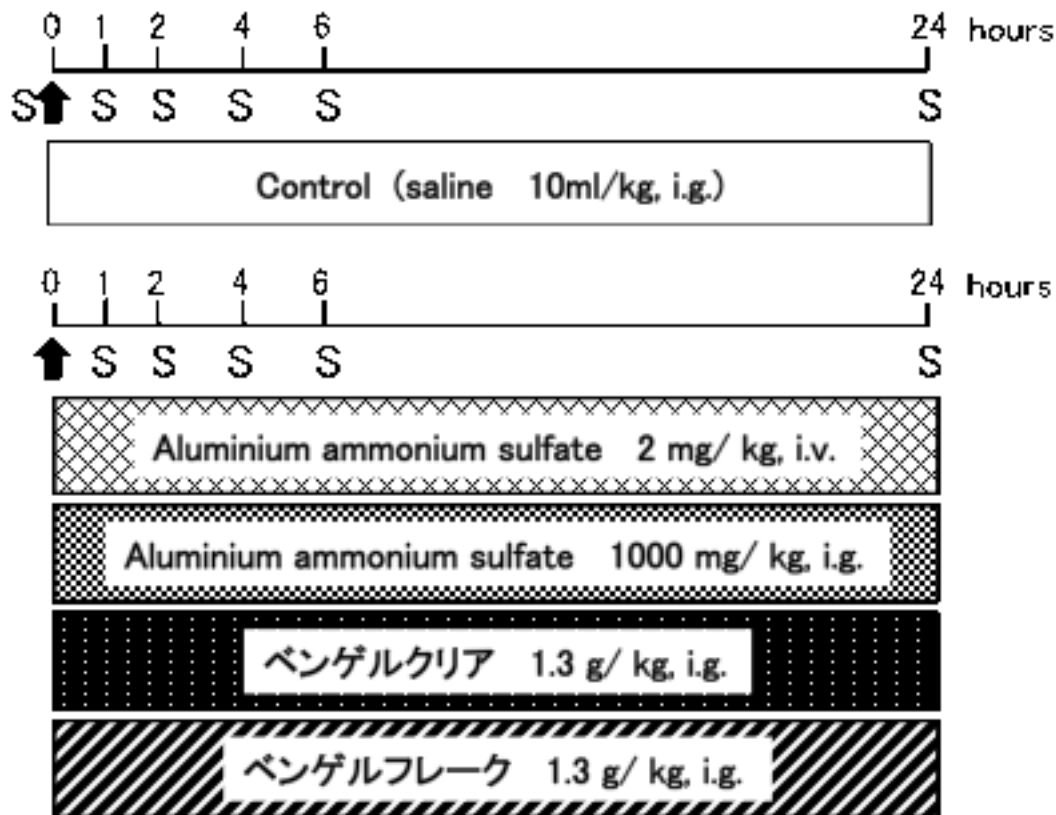 0 1 2 4 6 24 hours
S S S S S S
Control (saline 10ml/kg, i.g.)
0 1 2 4 6 24 hours
S S S S S
Aluminium ammonium sulfate 2 mg/ kg, i.v.
Aluminium ammonium sulfate 1000 mg/ kg, i.g.
ベンゲルクリア 1.3 g/ kg, i.g.
ベンゲルフレーク 1.3 g/ kg, i.g.